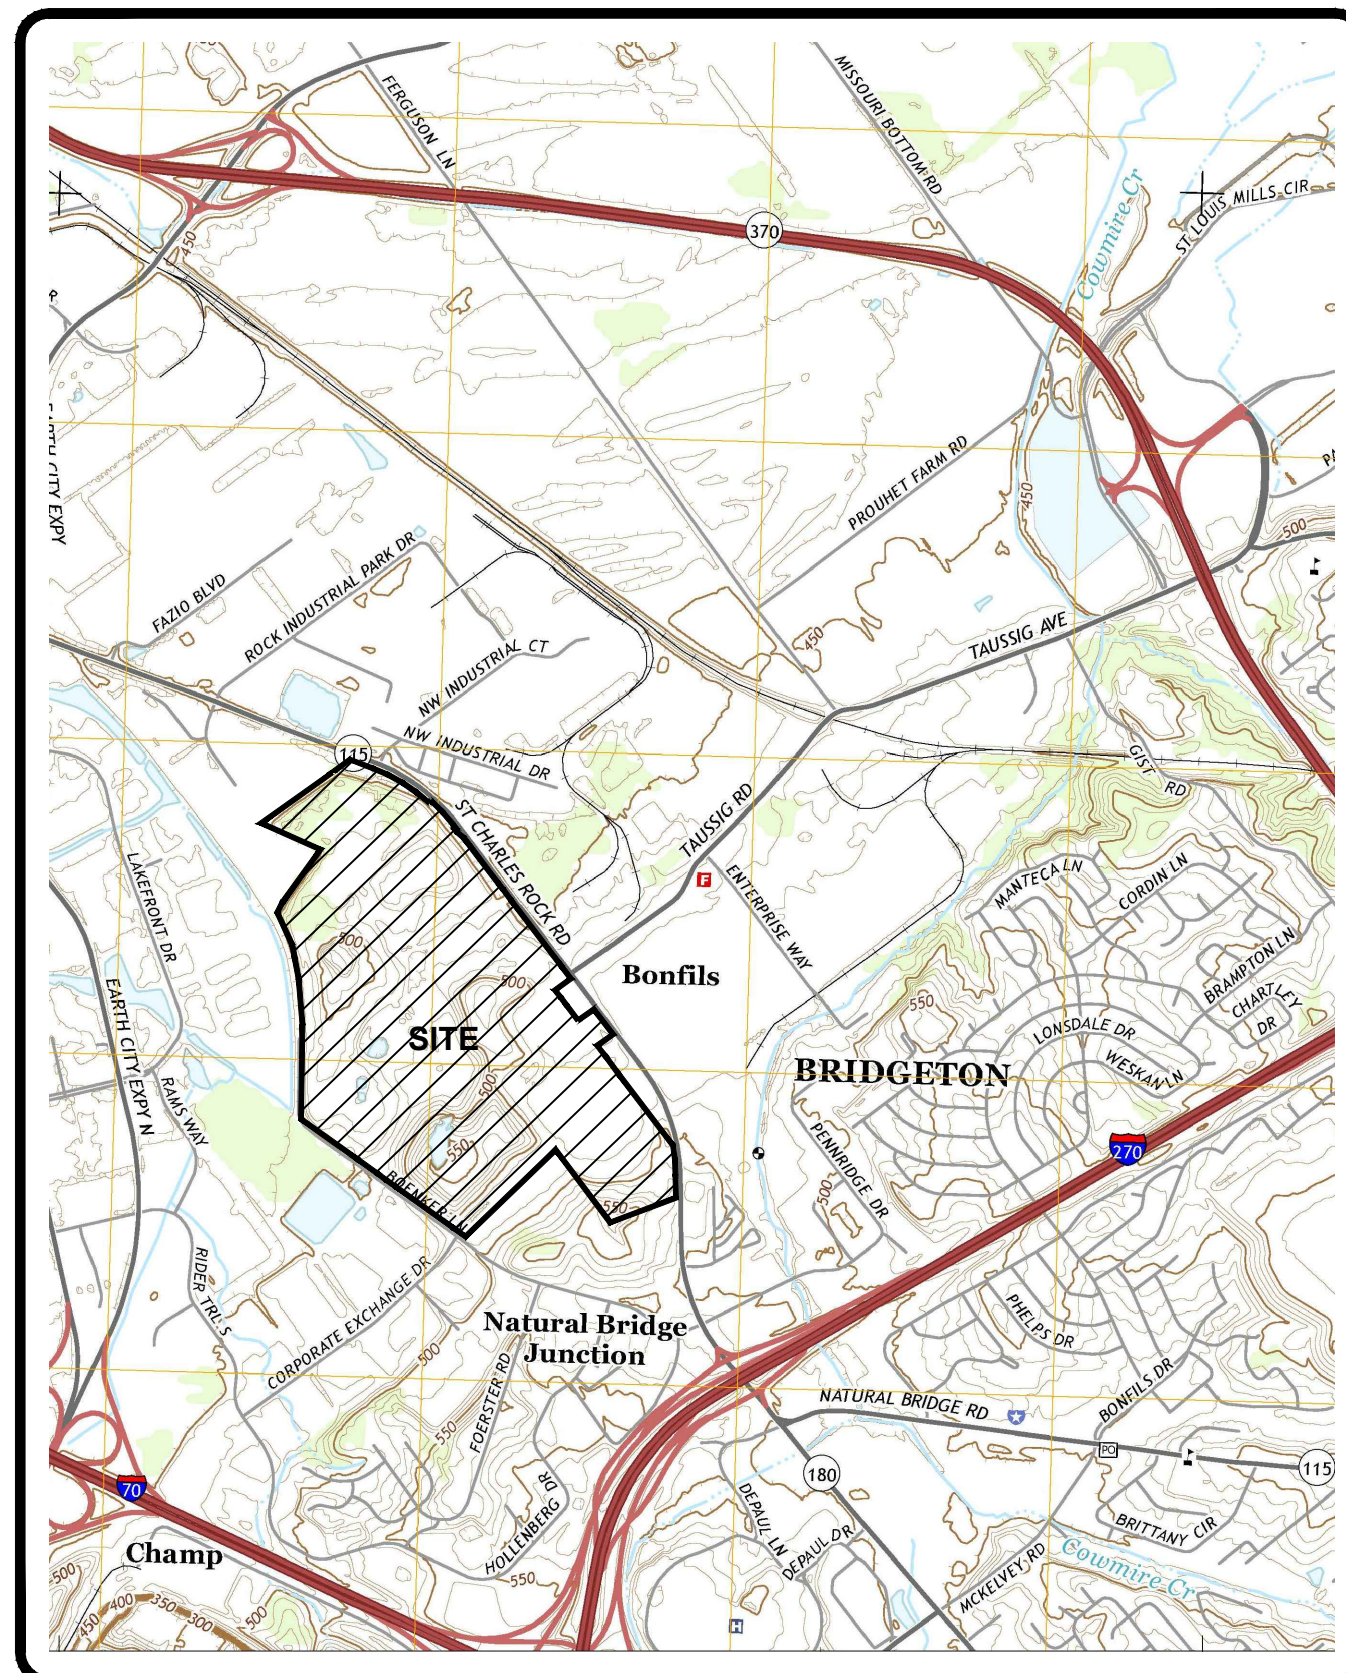 FERGUSON LN
MISSOURI BOTTOM RD
Cowmire Cr
ST. LOUIS MILLS CIR
370
450
EARTH CITY EXPY
PROUHET FARM RD
450
500
FAZIO BLVD
ROCK INDUSTRIAL PARK DR
NW INDUSTRIAL CT
450
TAUSSIG AVE
NW INDUSTRIAL DR
115
GIST
RD
ST CHARLES ROCK RD
TAUSSIG RD
F
ENTERPRISE WAY
MANTECA LN
CORDIN LN
LAKEFRONT DR
500
500
Bonfils
BRAMPTON LN
CHARTLEY
DR
550
LONSDALE DR
EARTH CITY EXPY N
SITE
BRIDGETON
WESKAN LN
RAMS WAY
500
550
PENNRIDGE DR
270
BOENKER LN
550
500
RIDER TRL S
CORPORATE EXCHANGE DR
Natural Bridge
Junction
PHELPS DR
500
FOERSTER RD
550
NATURAL BRIDGE RD
BONFILS DR
PO
115
180
70
HOLLENBERG DR
DEPAUL LN
DEPAUL DR
BRITTANY CIR
MCKELVEY RD
Cowmire Cr
Champ
550
500
450
400
350
300
500
H